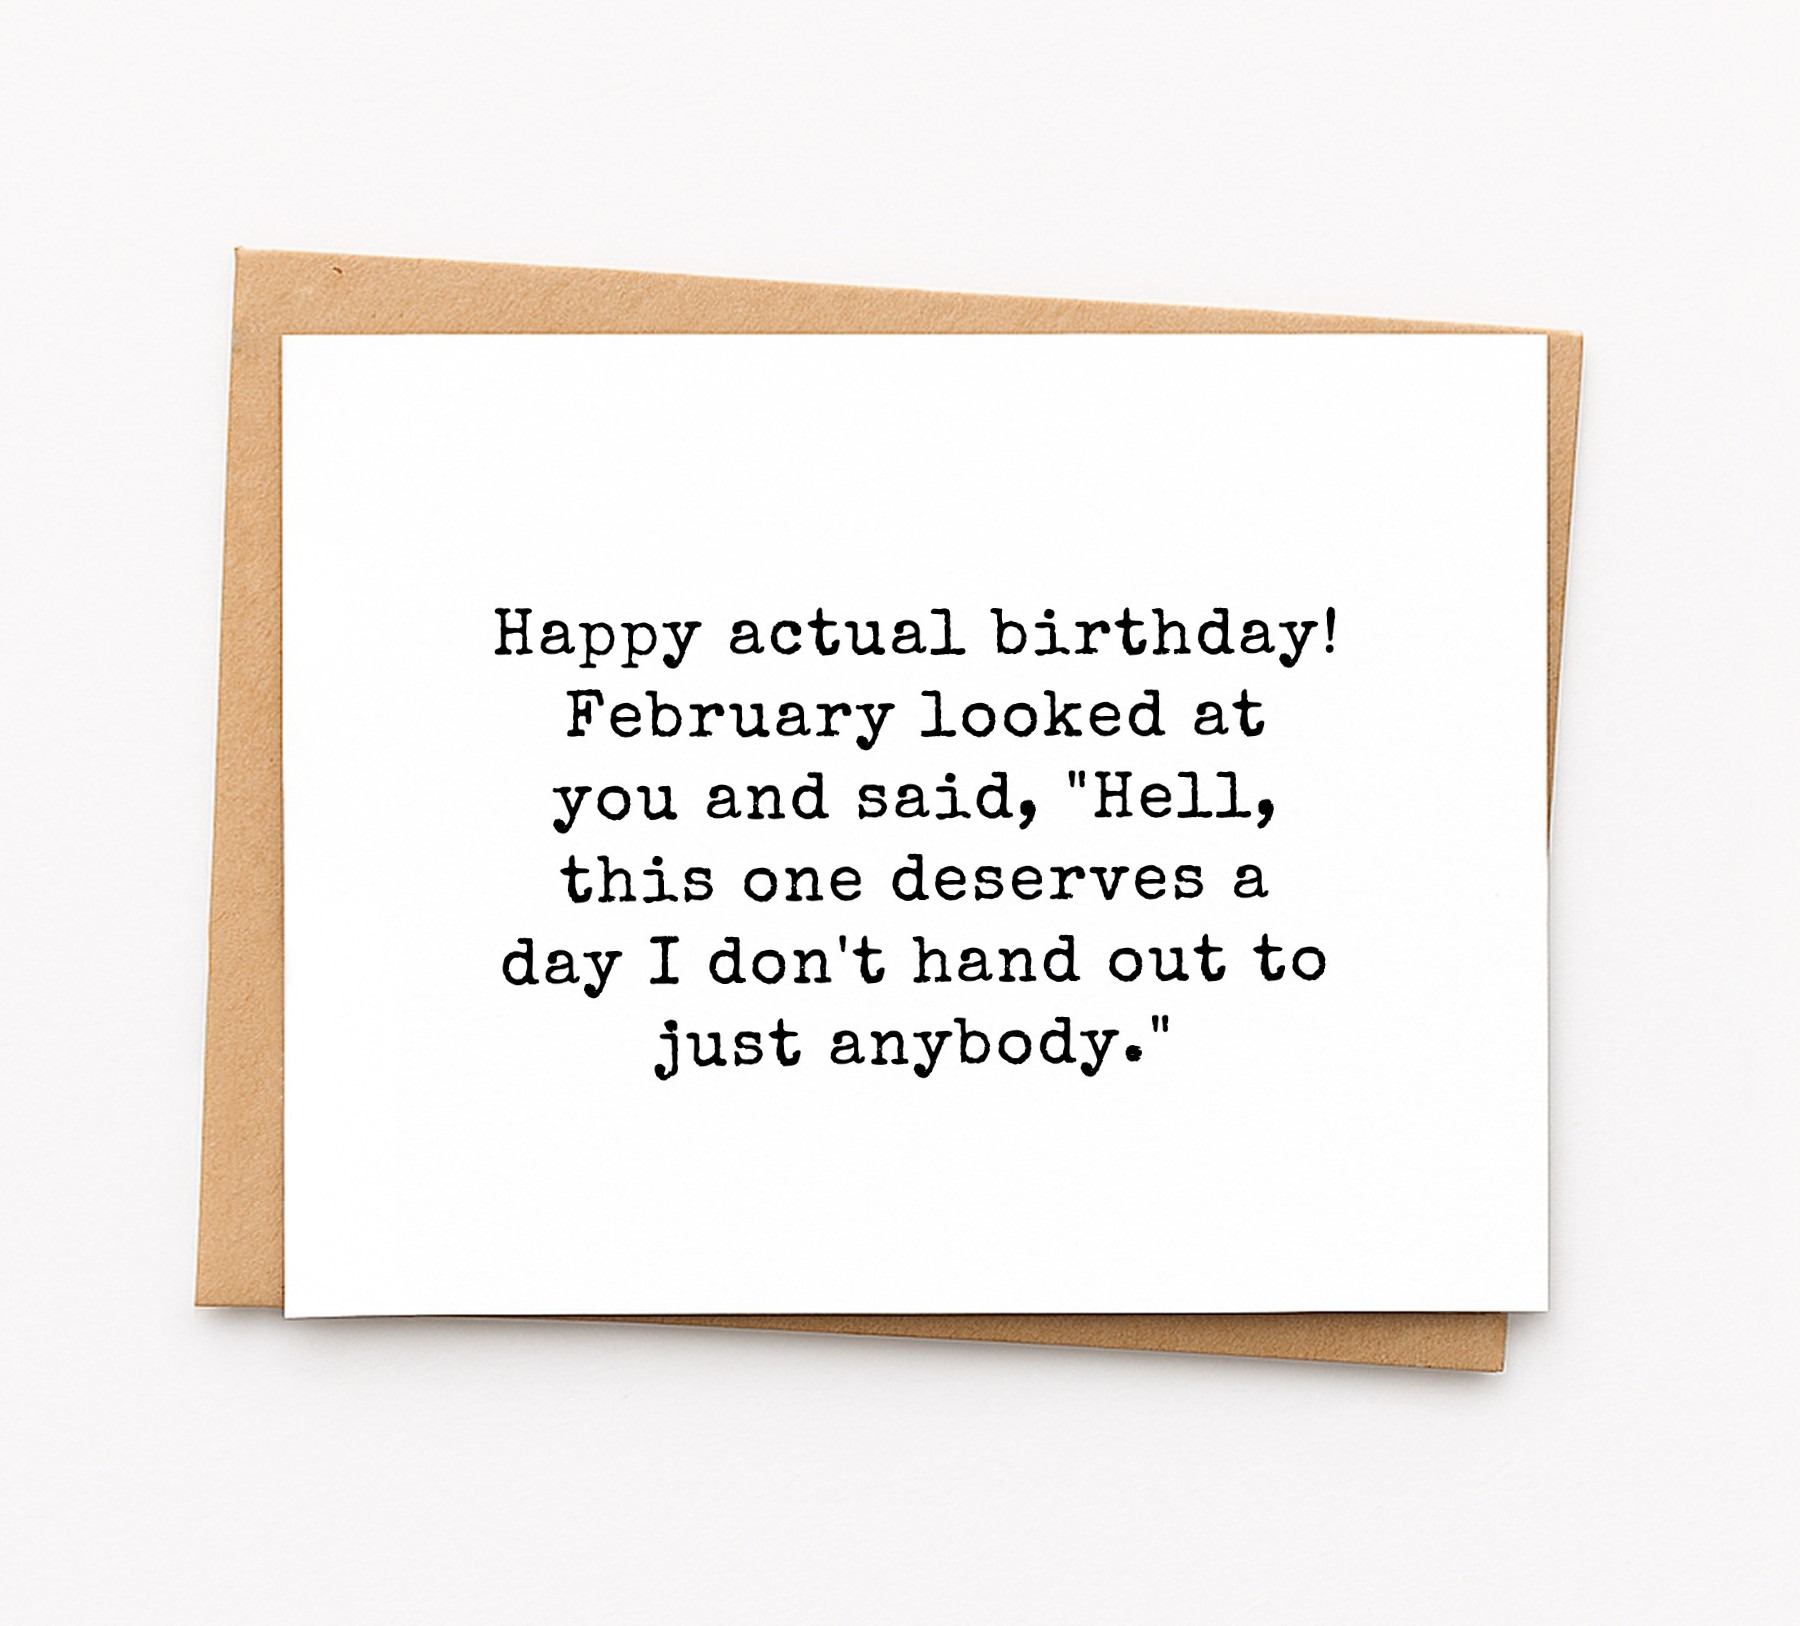 Happy actual birthday!
February looked at
you and said, "Hell,
this one deserves a
day I don't hand out to
just anybody."